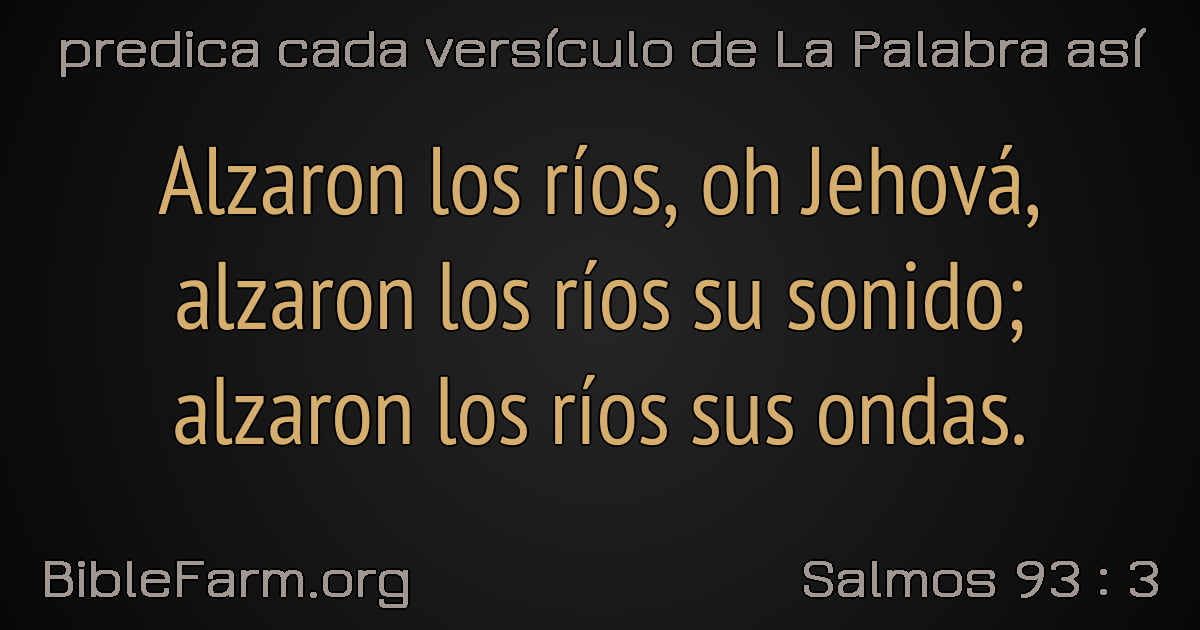 predica cada versículo de La Palabra así
Alzaron los ríos, oh Jehová,
alzaron los ríos su sonido;
alzaron los ríos sus ondas.
BibleFarm.org
Salmos 93 : 3